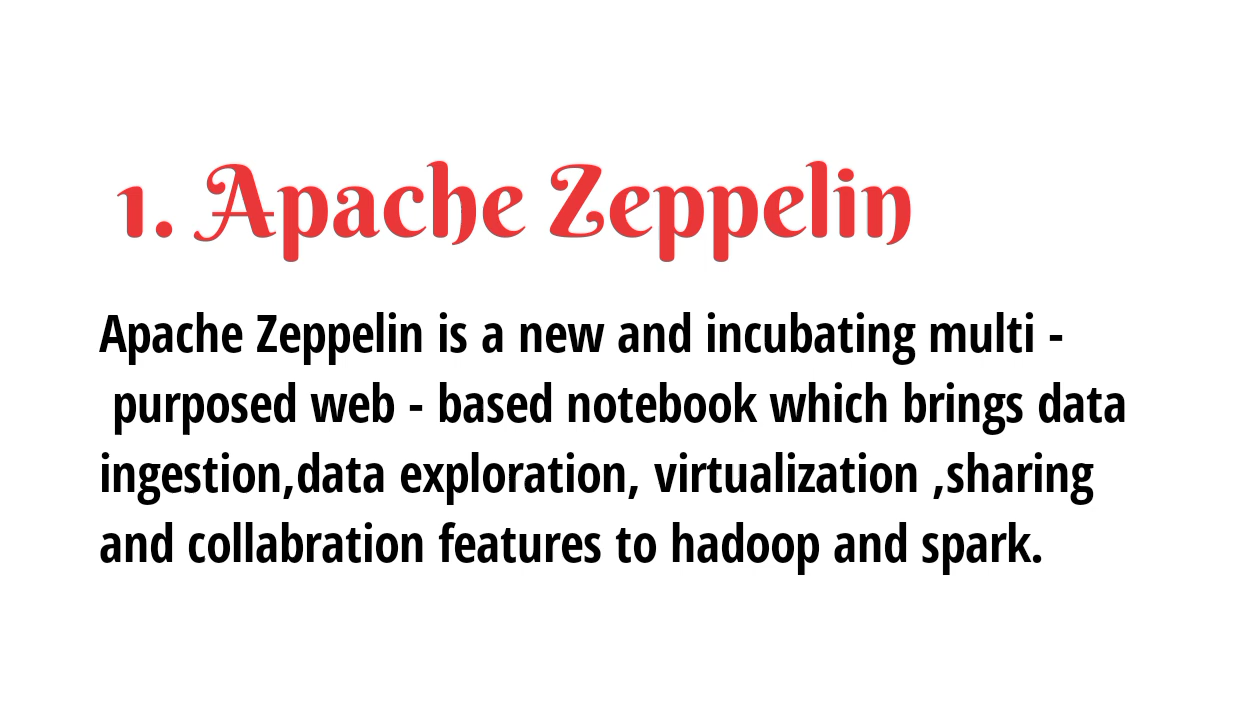 1. Apache Zeppelin
Apache Zeppelin is a new and incubating multi -
purposed web - based notebook which brings data
ingestion,data exploration, virtualization ,sharing
and collabration features to hadoop and spark.